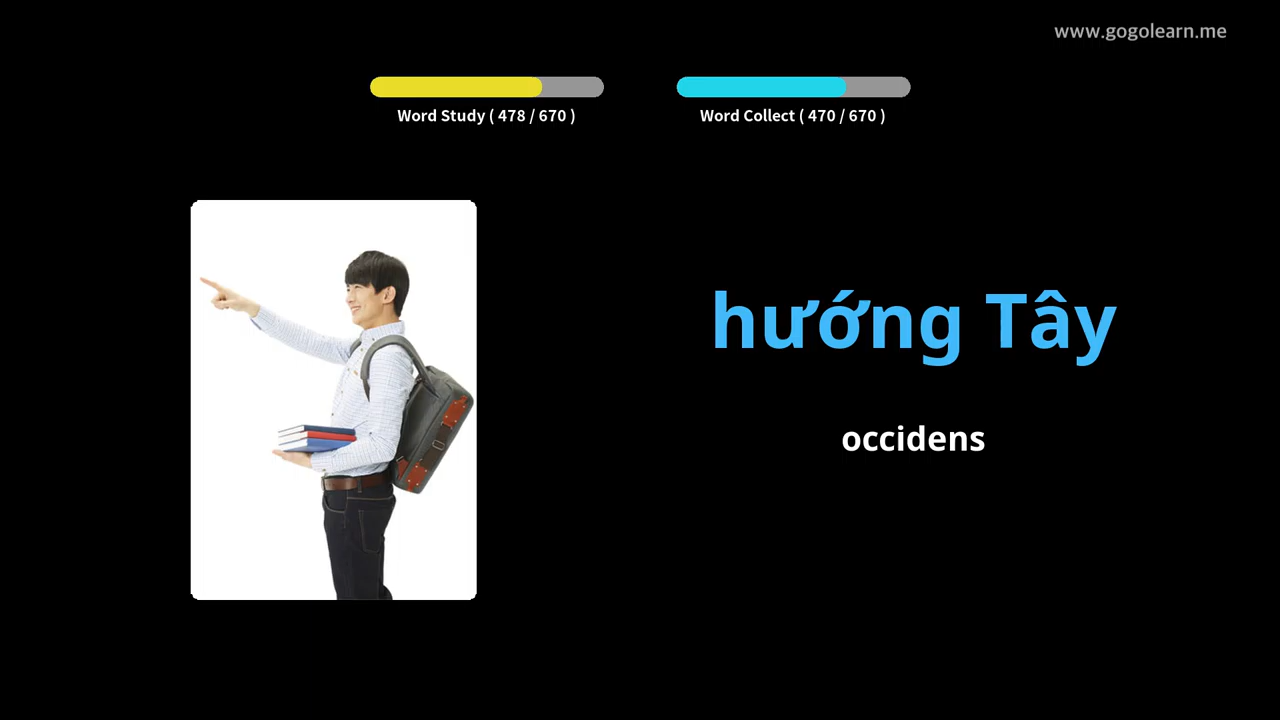 www.gogolearn.me
Word Study ( 478 / 670 )
Word Collect ( 470 / 670 )
hướng Tây
occidens